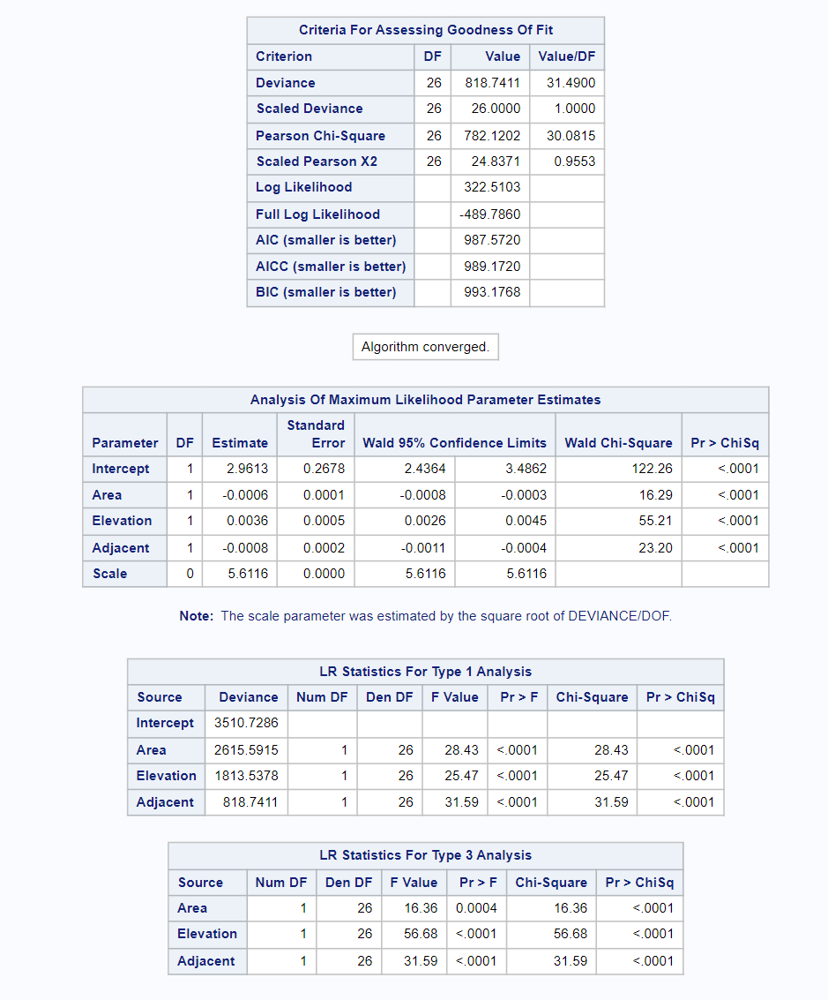 Criteria For Assessing Goodness Of Fit
Criterion DF Value Value/DF
Deviance 26 818.7411 31.4900
Scaled Deviance 26 26.0000 1.0000
Pearson Chi-Square 26 782.1202 30.0815
Scaled Pearson X2 26 24.8371 0.9553
Log Likelihood 322.5103
Full Log Likelihood -489.7860
AIC (smaller is better) 987.5720
AICC (smaller is better) 989.1720
BIC (smaller is better) 993.1768
Algorithm converged.
Analysis Of Maximum Likelihood Parameter Estimates
Parameter DF Estimate Standard Error Wald 95% Confidence Limits Wald Chi-Square Pr > ChiSq
Intercept 1 2.9613 0.2678 2.4364 3.4862 122.26 <.0001
Area 1 -0.0006 0.0001 -0.0008 -0.0003 16.29 <.0001
Elevation 1 0.0036 0.0005 0.0026 0.0045 55.21 <.0001
Adjacent 1 -0.0008 0.0002 -0.0011 -0.0004 23.20 <.0001
Scale 0 5.6116 0.0000 5.6116 5.6116
Note: The scale parameter was estimated by the square root of DEVIANCE/DOF.
LR Statistics For Type 1 Analysis
Source Deviance Num DF Den DF F Value Pr > F Chi-Square Pr > ChiSq
Intercept 3510.7286
Area 2615.5915 1 26 28.43 <.0001 28.43 <.0001
Elevation 1813.5378 1 26 25.47 <.0001 25.47 <.0001
Adjacent 818.7411 1 26 31.59 <.0001 31.59 <.0001
LR Statistics For Type 3 Analysis
Source Num DF Den DF F Value Pr > F Chi-Square Pr > ChiSq
Area 1 26 16.36 0.0004 16.36 <.0001
Elevation 1 26 56.68 <.0001 56.68 <.0001
Adjacent 1 26 31.59 <.0001 31.59 <.0001